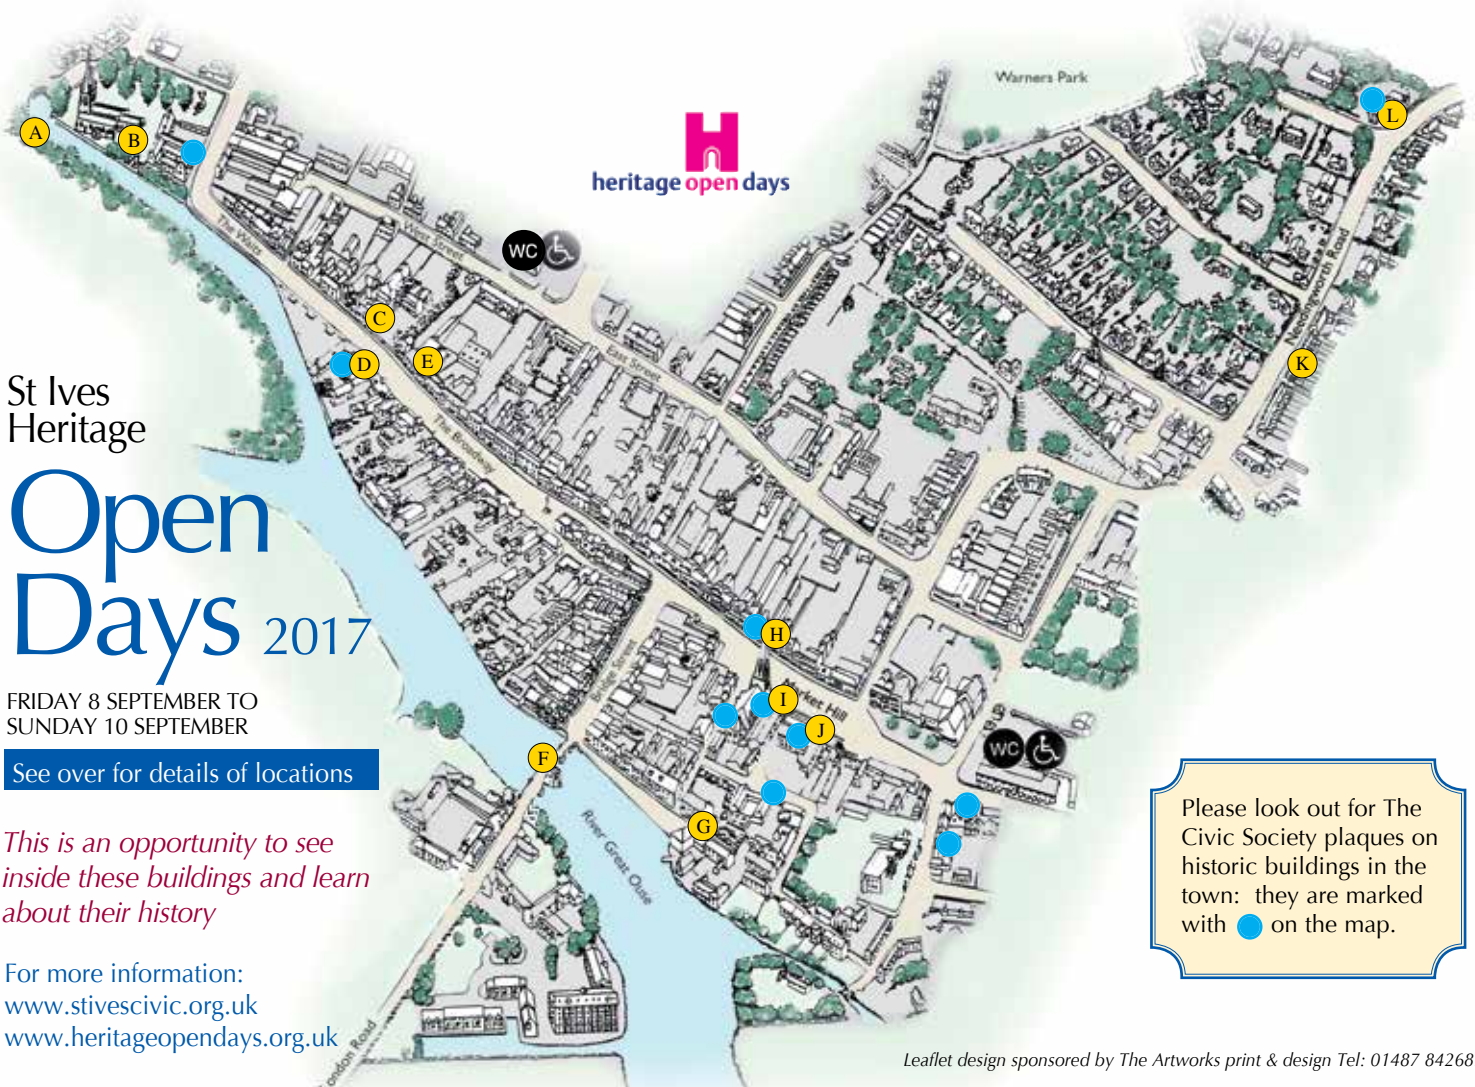 Warners Park
A
B
L
heritage open days
The Waits
West Street
WC
C
D
E
East Street
Houghton Road
K
St Ives
Heritage
Open
Days 2017
The Broadway
FRIDAY 8 SEPTEMBER TO
SUNDAY 10 SEPTEMBER
See over for details of locations
H
Bridge Street
I
Market Hill
J
WC
F
G
River Great Ouse
This is an opportunity to see
inside these buildings and learn
about their history
For more information:
www.stivescivic.org.uk
www.heritageopendays.org.uk
London Road
Please look out for The
Civic Society plaques on
historic buildings in the
town: they are marked
with on the map.
Leaflet design sponsored by The Artworks print & design Tel: 01487 84268